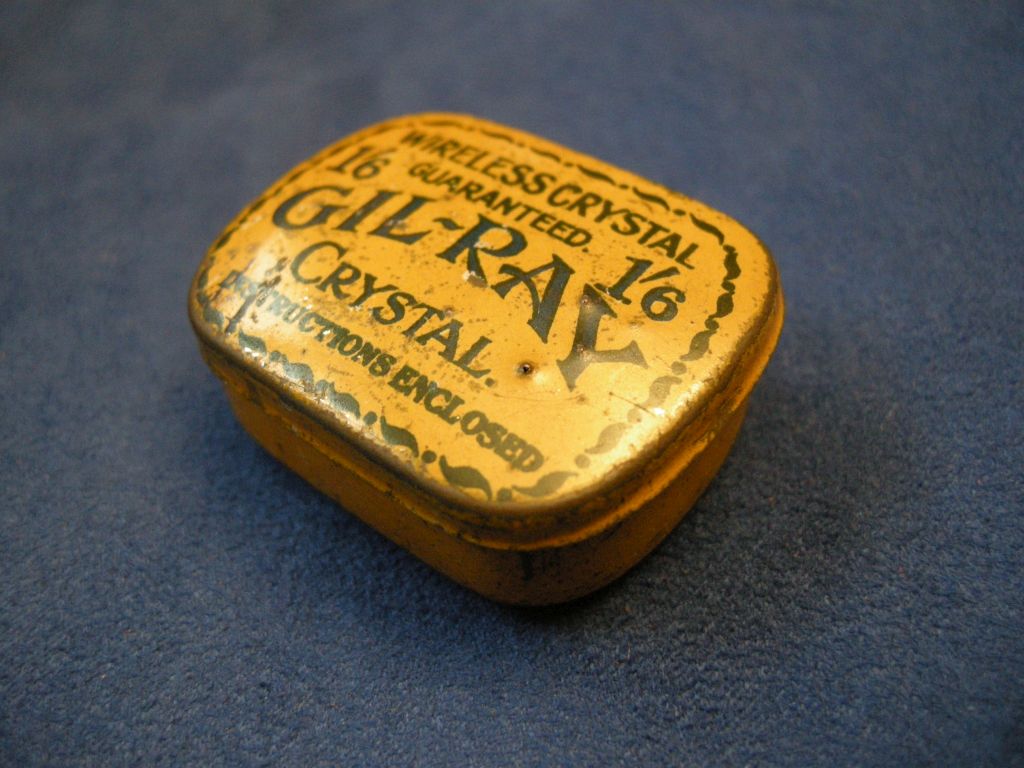 WIRELESS CRYSTAL
1/6 GUARANTEED. 1/6
GIL-RAY
CRYSTAL.
INSTRUCTIONS ENCLOSED